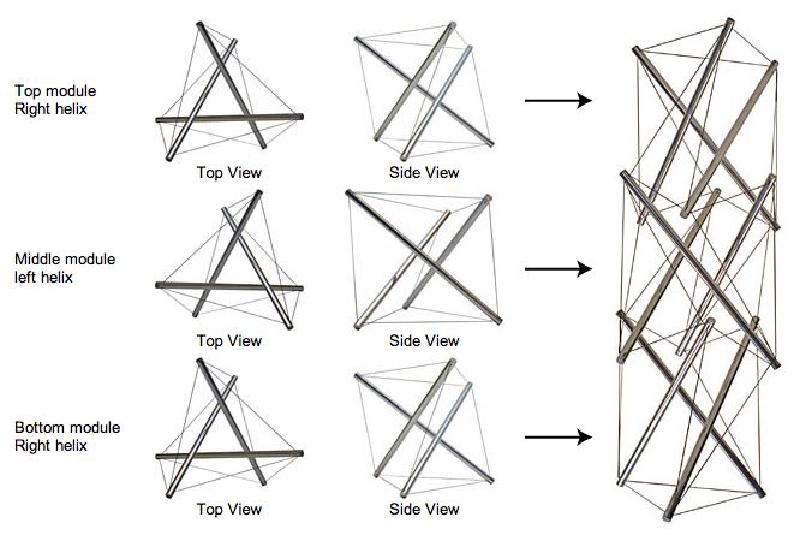 Top module
Right helix
Top View
Side View
Middle module
left helix
Top View
Side View
Bottom module
Right helix
Top View
Side View